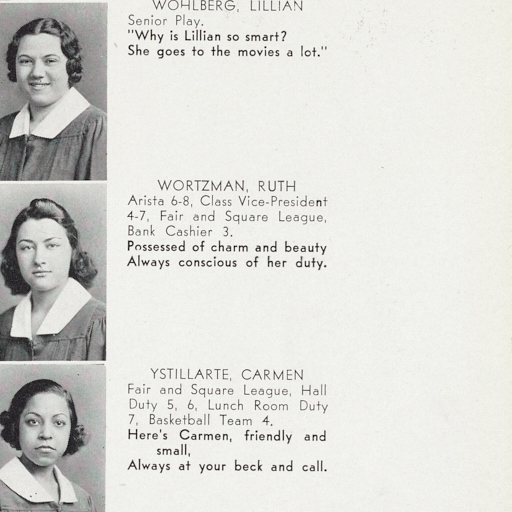 WOHLBERG, LILLIAN
Senior Play.
"Why is Lillian so smart?
She goes to the movies a lot."
WORTZMAN, RUTH
Arista 6-8, Class Vice-President
4-7, Fair and Square League,
Bank Cashier 3.
Possessed of charm and beauty
Always conscious of her duty.
YSTILLARTE, CARMEN
Fair and Square League, Hall
Duty 5, 6, Lunch Room Duty
7, Basketball Team 4.
Here's Carmen, friendly and
small,
Always at your beck and call.